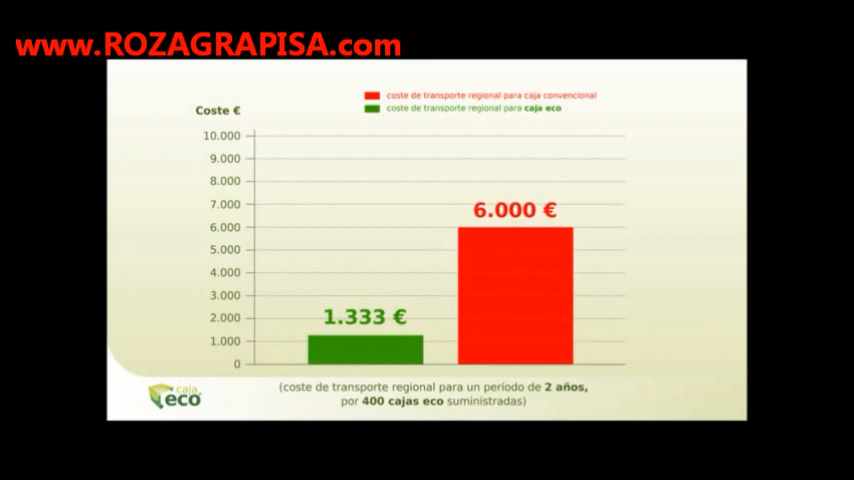 www.ROZAGRAPISA.com
coste de transporte regional para caja convencional
coste de transporte regional para caja eco
Coste €
10.000
9.000
8.000
7.000
6.000
5.000
4.000
3.000
2.000
1.000
0
6.000 €
1.333 €
caja
eco
(coste de transporte regional para un período de 2 años,
por 400 cajas eco suministradas)